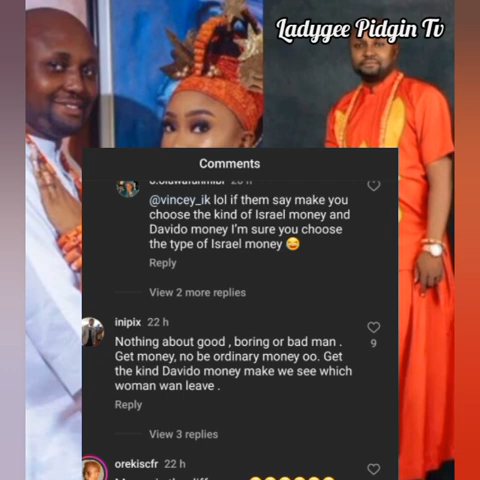 Ladygee Pidgin Tv
Comments
20 h
@vincey_ik lol if them say make you
choose the kind of Israel money and
Davido money I'm sure you choose
the type of Israel money 😅
Reply
View 2 more replies
inipix 22 h
Nothing about good , boring or bad man .
9
Get money, no be ordinary money oo. Get
the kind Davido money make we see which
woman wan leave .
Reply
View 3 replies
orekiscfr 22 h